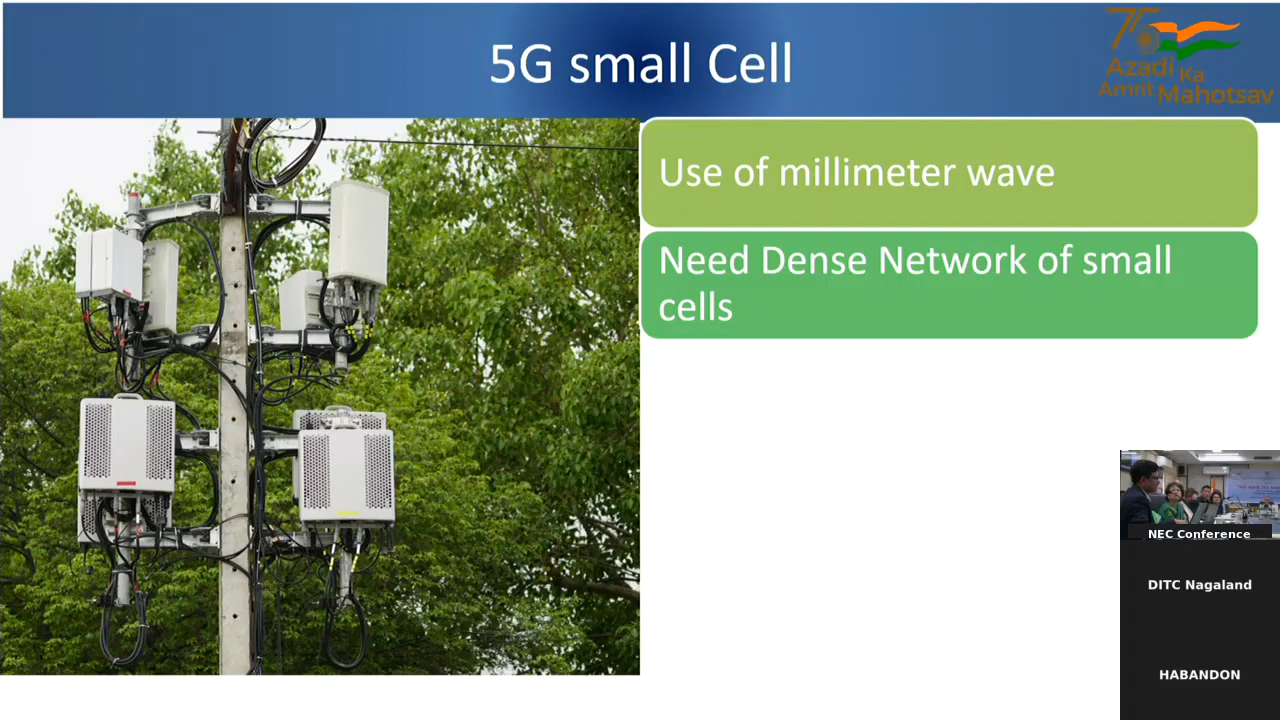 5G small Cell
75
Azadi Ka
Amrit Mahotsav
Use of millimeter wave
Need Dense Network of small
cells
NEC Conference
DITC Nagaland
HABANDON